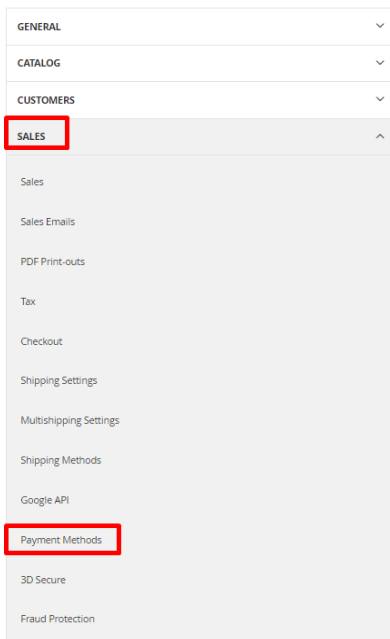 GENERAL
CATALOG
CUSTOMERS
SALES
Sales
Sales Emails
PDF Print-outs
Tax
Checkout
Shipping Settings
Multishipping Settings
Shipping Methods
Google API
Payment Methods
3D Secure
Fraud Protection